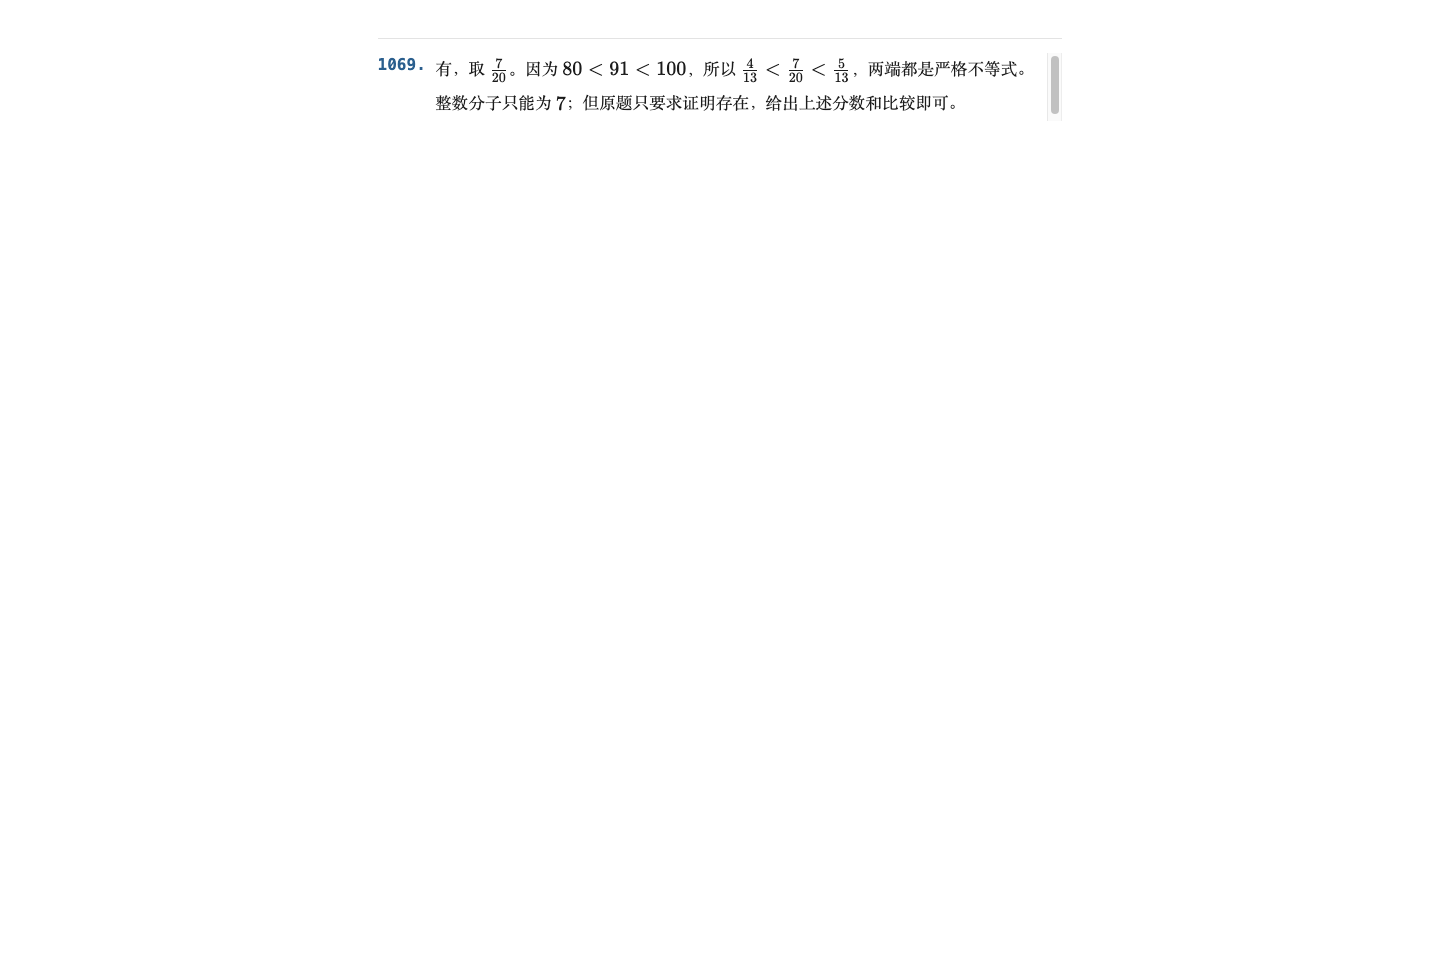 1069. 有，取 7/20。因为 80 < 91 < 100，所以 4/13 < 7/20 < 5/13，两端都是严格不等式。
整数分子只能为 7；但原题只要求证明存在，给出上述分数和比较即可。